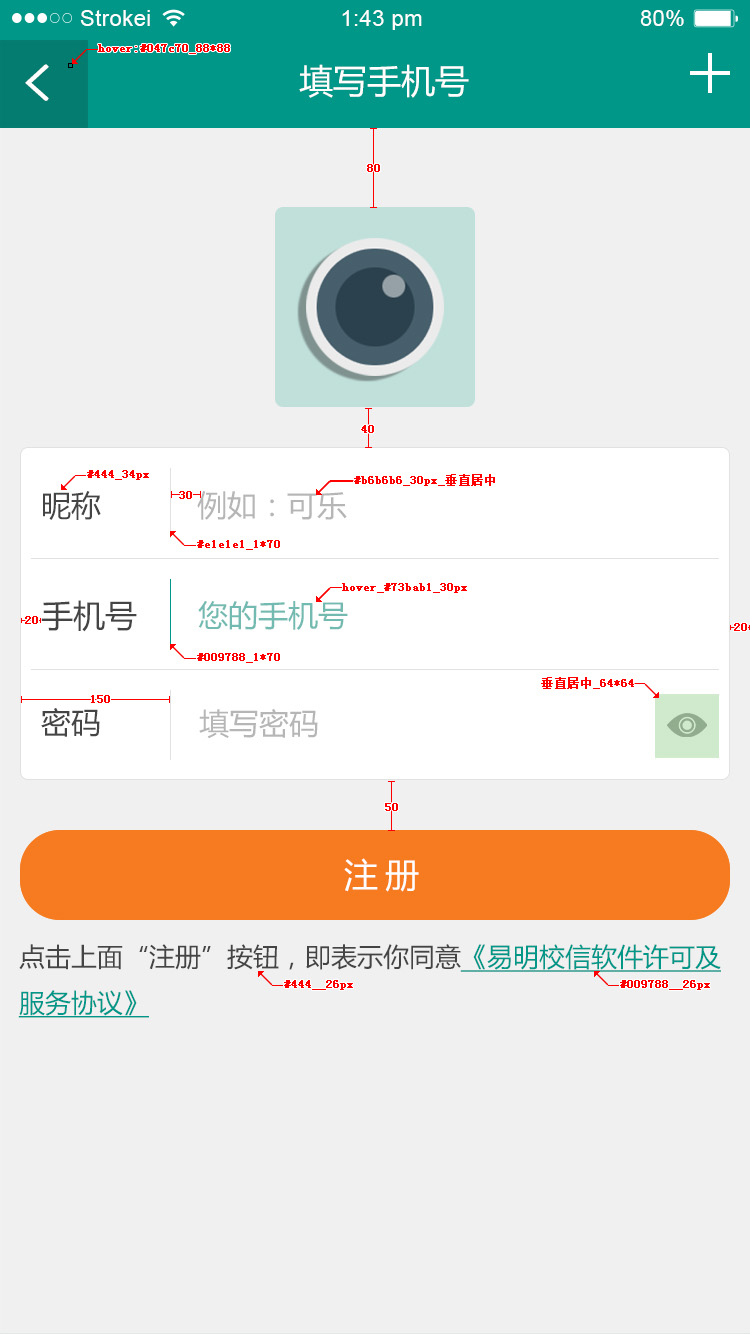 Strokei 1:43 pm 80%
hover:#047c70_88*88
填写手机号
80
40
#444_34px
#b6b6b6_30px_垂直居中
昵称 30 例如：可乐
#e1e1e1_1*70
hover_#73bab1_30px
20 手机号 您的手机号 20
#009788_1*70
垂直居中_64*64
150
密码 填写密码
50
注册
点击上面“注册”按钮，即表示你同意《易明校信软件许可及
#444__26px #009788__26px
服务协议》